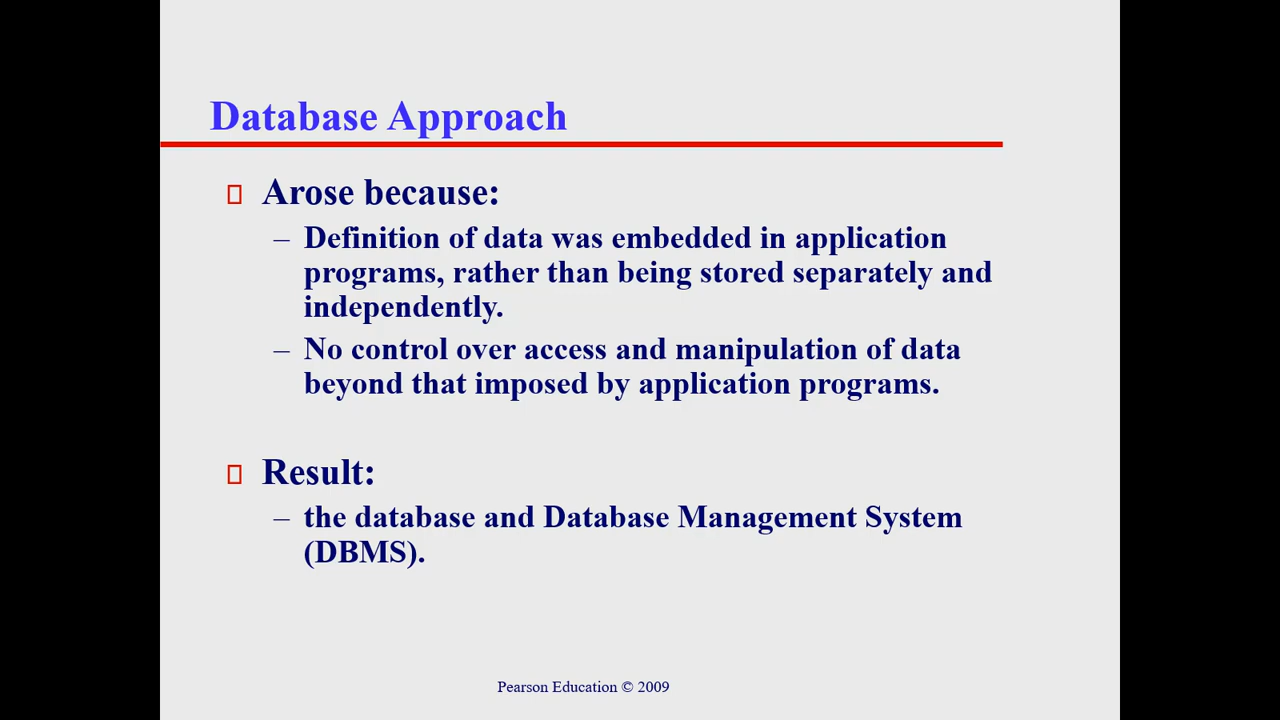 Database Approach
Arose because:
– Definition of data was embedded in application
programs, rather than being stored separately and
independently.
– No control over access and manipulation of data
beyond that imposed by application programs.
Result:
– the database and Database Management System
(DBMS).
Pearson Education © 2009